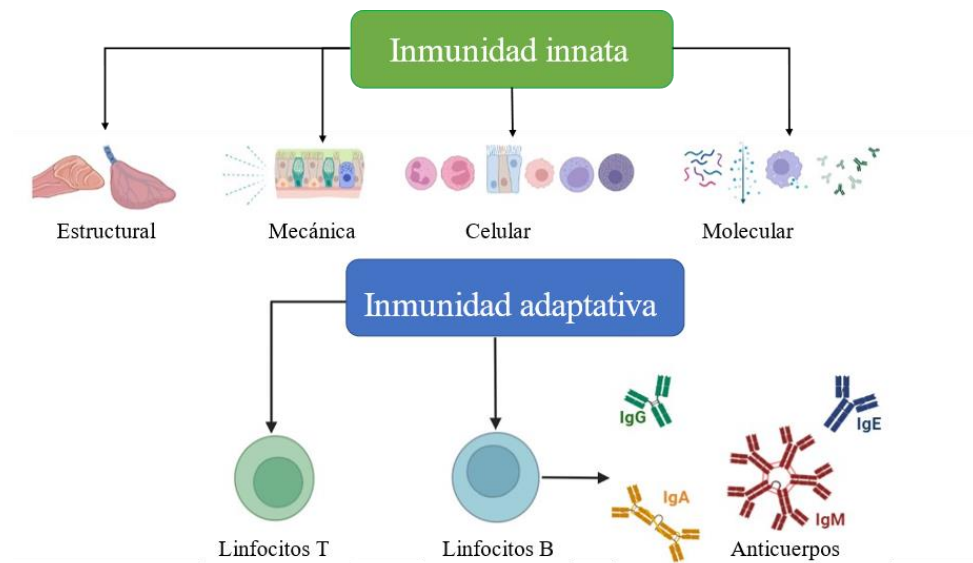 Inmunidad innata
Estructural
Mecánica
Celular
Molecular
Inmunidad adaptativa
IgG
IgE
IgA
IgM
Linfocitos T
Linfocitos B
Anticuerpos